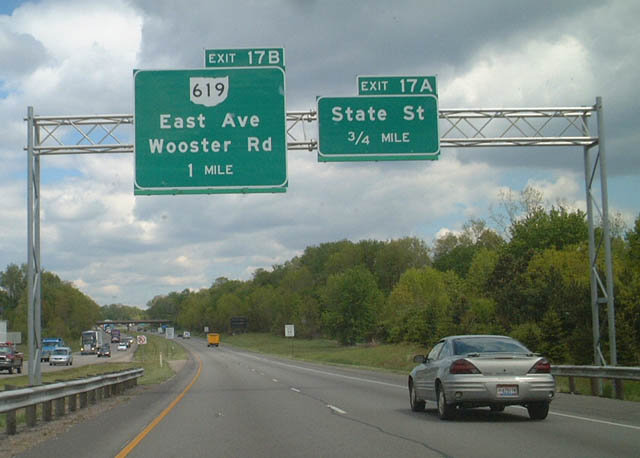 EXIT 17B
619
East Ave
Wooster Rd
1 MILE
EXIT 17A
State St
3/4 MILE